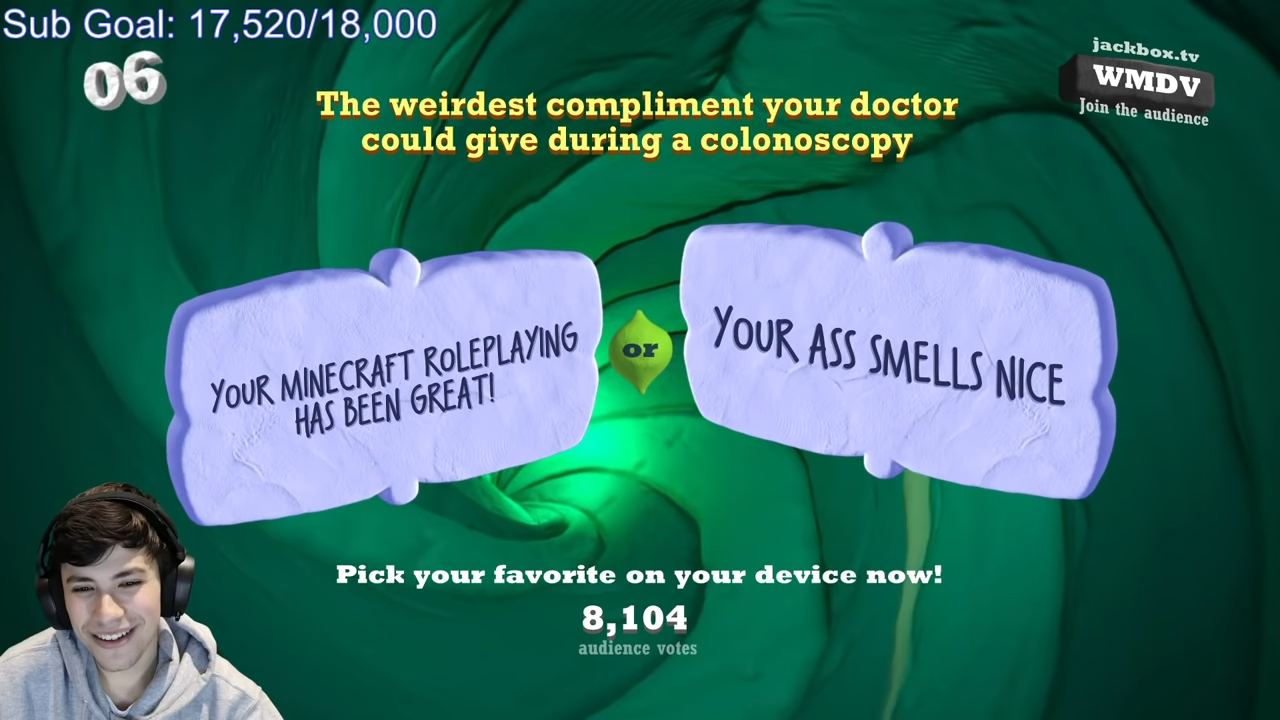 Sub Goal: 17,520/18,000
06
jackbox.tv
WMDV
Join the audience
The weirdest compliment your doctor
could give during a colonoscopy
YOUR MINECRAFT ROLEPLAYING
HAS BEEN GREAT!
or
YOUR ASS SMELLS NICE
Pick your favorite on your device now!
8,104
audience votes